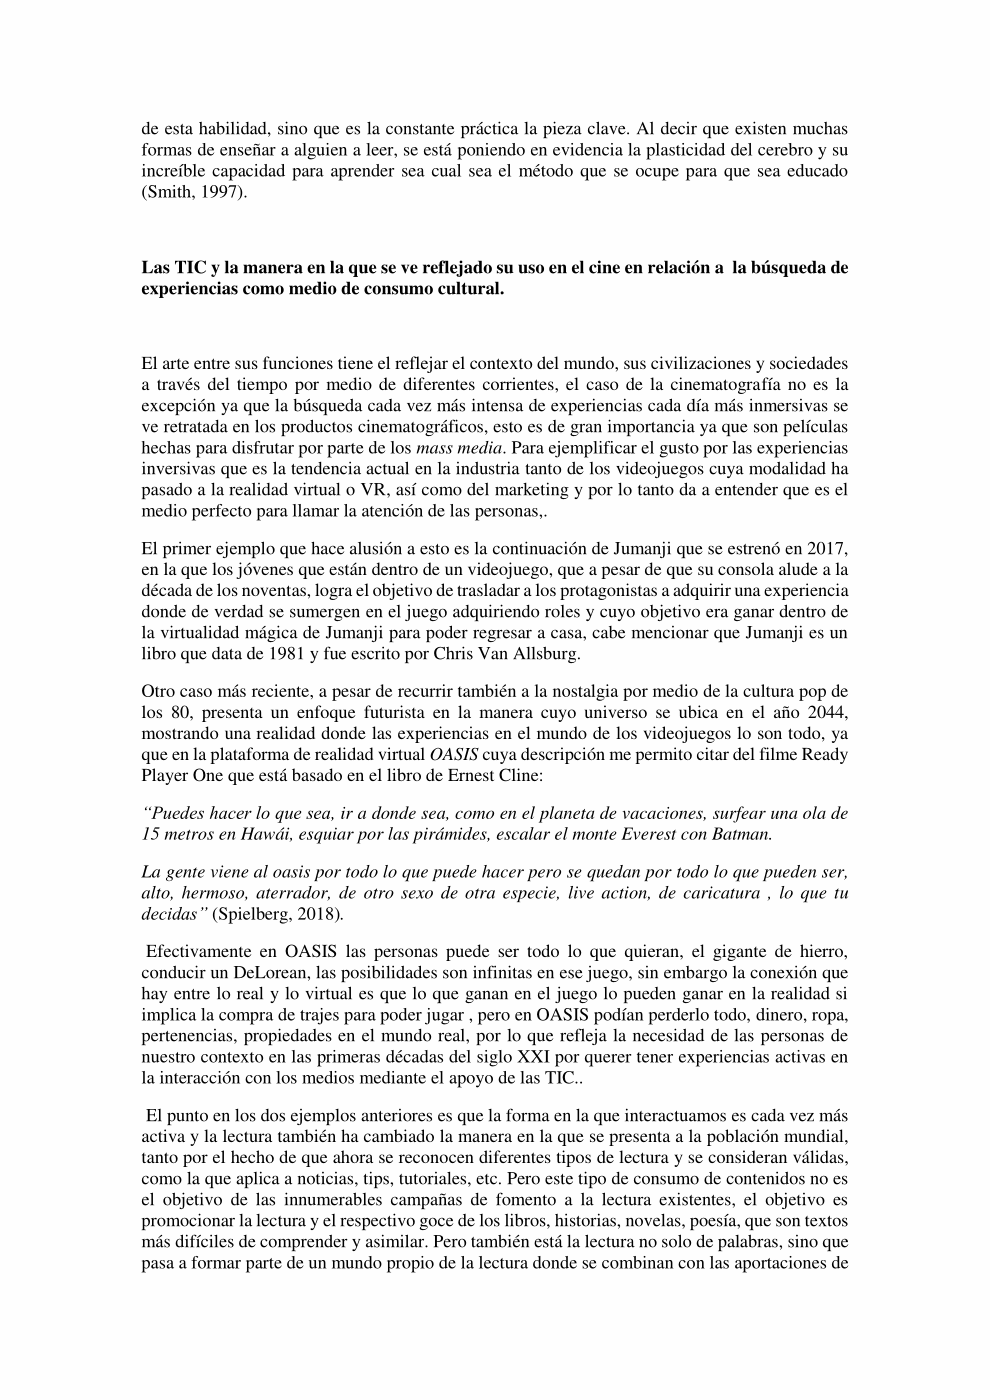 de esta habilidad, sino que es la constante práctica la pieza clave. Al decir que existen muchas
formas de enseñar a alguien a leer, se está poniendo en evidencia la plasticidad del cerebro y su
increíble capacidad para aprender sea cual sea el método que se ocupe para que sea educado
(Smith, 1997).
Las TIC y la manera en la que se ve reflejado su uso en el cine en relación a  la búsqueda de
experiencias como medio de consumo cultural.
El arte entre sus funciones tiene el reflejar el contexto del mundo, sus civilizaciones y sociedades
a través del tiempo por medio de diferentes corrientes, el caso de la cinematografía no es la
excepción ya que la búsqueda cada vez más intensa de experiencias cada día más inmersivas se
ve retratada en los productos cinematográficos, esto es de gran importancia ya que son películas
hechas para disfrutar por parte de los mass media. Para ejemplificar el gusto por las experiencias
inversivas que es la tendencia actual en la industria tanto de los videojuegos cuya modalidad ha
pasado a la realidad virtual o VR, así como del marketing y por lo tanto da a entender que es el
medio perfecto para llamar la atención de las personas,.
El primer ejemplo que hace alusión a esto es la continuación de Jumanji que se estrenó en 2017,
en la que los jóvenes que están dentro de un videojuego, que a pesar de que su consola alude a la
década de los noventas, logra el objetivo de trasladar a los protagonistas a adquirir una experiencia
donde de verdad se sumergen en el juego adquiriendo roles y cuyo objetivo era ganar dentro de
la virtualidad mágica de Jumanji para poder regresar a casa, cabe mencionar que Jumanji es un
libro que data de 1981 y fue escrito por Chris Van Allsburg.
Otro caso más reciente, a pesar de recurrir también a la nostalgia por medio de la cultura pop de
los 80, presenta un enfoque futurista en la manera cuyo universo se ubica en el año 2044,
mostrando una realidad donde las experiencias en el mundo de los videojuegos lo son todo, ya
que en la plataforma de realidad virtual OASIS cuya descripción me permito citar del filme Ready
Player One que está basado en el libro de Ernest Cline:
“Puedes hacer lo que sea, ir a donde sea, como en el planeta de vacaciones, surfear una ola de
15 metros en Hawái, esquiar por las pirámides, escalar el monte Everest con Batman.
La gente viene al oasis por todo lo que puede hacer pero se quedan por todo lo que pueden ser,
alto, hermoso, aterrador, de otro sexo de otra especie, live action, de caricatura , lo que tu
decidas” (Spielberg, 2018).
Efectivamente en OASIS las personas puede ser todo lo que quieran, el gigante de hierro,
conducir un DeLorean, las posibilidades son infinitas en ese juego, sin embargo la conexión que
hay entre lo real y lo virtual es que lo que ganan en el juego lo pueden ganar en la realidad si
implica la compra de trajes para poder jugar , pero en OASIS podían perderlo todo, dinero, ropa,
pertenencias, propiedades en el mundo real, por lo que refleja la necesidad de las personas de
nuestro contexto en las primeras décadas del siglo XXI por querer tener experiencias activas en
la interacción con los medios mediante el apoyo de las TIC..
El punto en los dos ejemplos anteriores es que la forma en la que interactuamos es cada vez más
activa y la lectura también ha cambiado la manera en la que se presenta a la población mundial,
tanto por el hecho de que ahora se reconocen diferentes tipos de lectura y se consideran válidas,
como la que aplica a noticias, tips, tutoriales, etc. Pero este tipo de consumo de contenidos no es
el objetivo de las innumerables campañas de fomento a la lectura existentes, el objetivo es
promocionar la lectura y el respectivo goce de los libros, historias, novelas, poesía, que son textos
más difíciles de comprender y asimilar. Pero también está la lectura no solo de palabras, sino que
pasa a formar parte de un mundo propio de la lectura donde se combinan con las aportaciones de